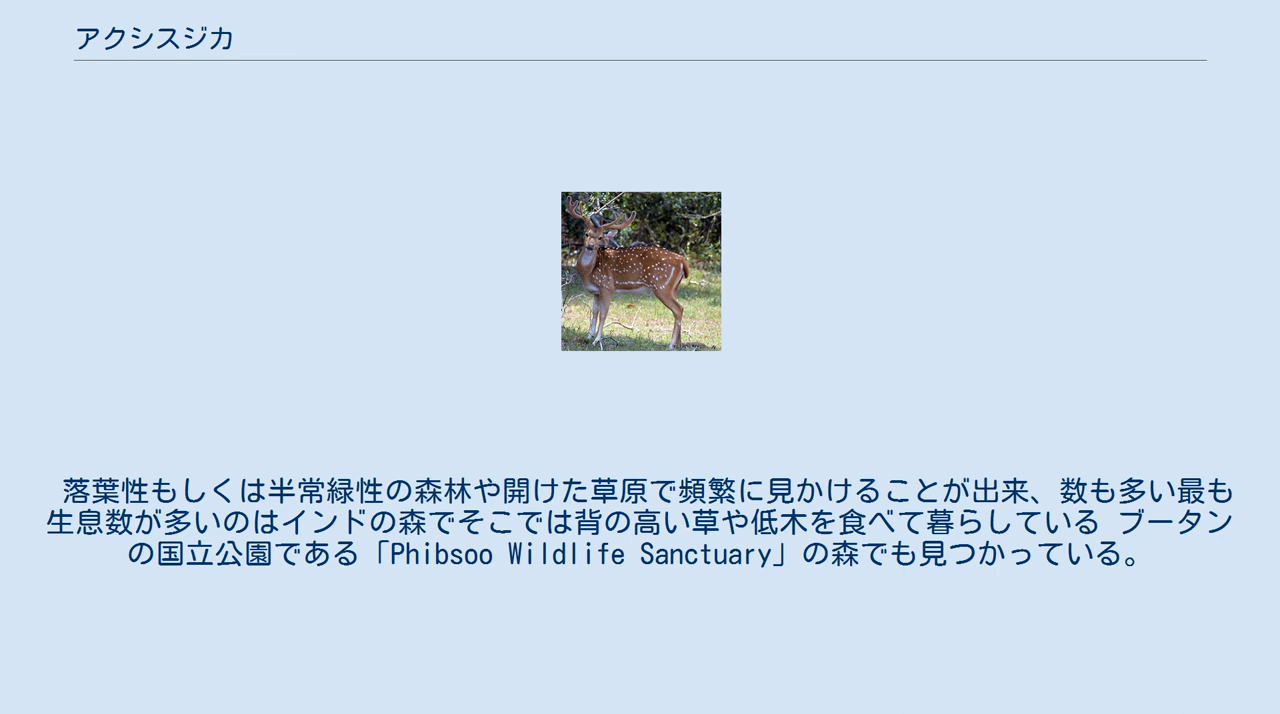 アクシスジカ
落葉性もしくは半常緑性の森林や開けた草原で頻繁に見かけることが出来、数も多い最も
生息数が多いのはインドの森でそこでは背の高い草や低木を食べて暮らしている ブータン
の国立公園である「Phibsoo Wildlife Sanctuary」の森でも見つかっている。